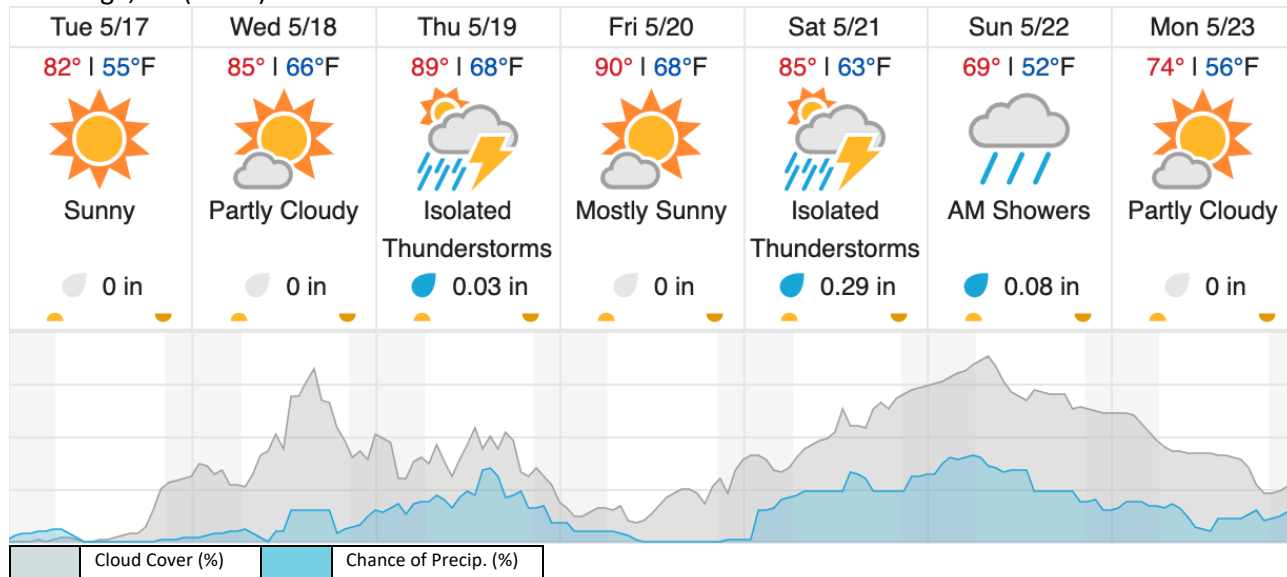 Tue 5/17 Wed 5/18 Thu 5/19 Fri 5/20 Sat 5/21 Sun 5/22 Mon 5/23
82° | 55°F 85° | 66°F 89° | 68°F 90° | 68°F 85° | 63°F 69° | 52°F 74° | 56°F
Sunny Partly Cloudy Isolated Mostly Sunny Isolated AM Showers Partly Cloudy
Thunderstorms Thunderstorms
0 in 0 in 0.03 in 0 in 0.29 in 0.08 in 0 in
Cloud Cover (%) Chance of Precip. (%)